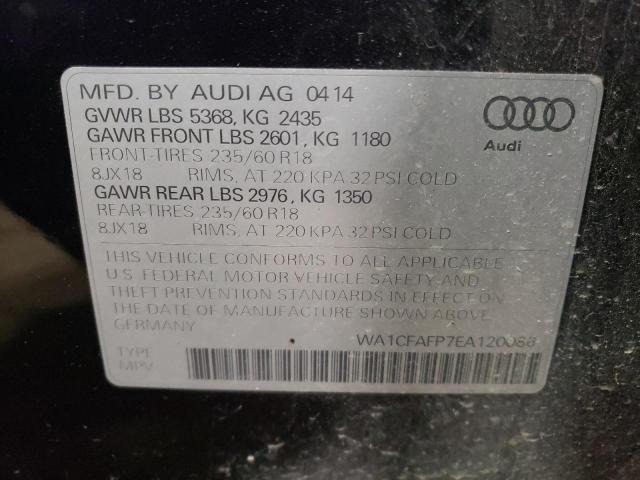 MFD. BY AUDI AG 04 14
GVWR LBS 5368, KG 2435
GAWR FRONT LBS 2601, KG 1180
FRONT-TIRES 235/60 R18
8JX18 RIMS, AT 220 KPA 32 PSI COLD
GAWR REAR LBS 2976, KG 1350
REAR-TIRES 235/60 R18
8JX18 RIMS, AT 220 KPA 32 PSI COLD
Audi
THIS VEHICLE CONFORMS TO ALL APPLICABLE
U.S. FEDERAL MOTOR VEHICLE SAFETY AND
THEFT PREVENTION STANDARDS IN EFFECT ON
THE DATE OF MANUFACTURE SHOWN ABOVE.
GERMANY
WA1CFAFP7EA120086
TYPE
MPV